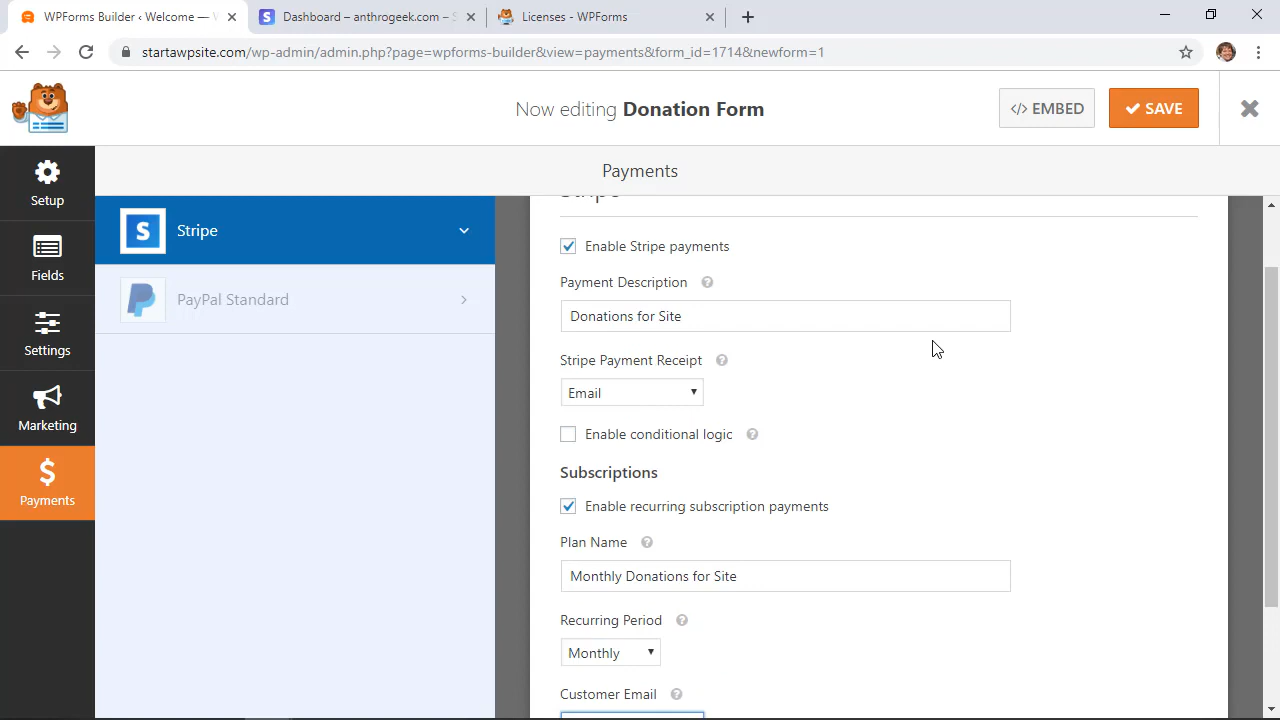 WPForms Builder ‹ Welcome —
Dashboard – anthrogeek.com – S
Licenses - WPForms
startawpsite.com/wp-admin/admin.php?page=wpforms-builder&view=payments&form_id=1714&newform=1
Now editing Donation Form
</> EMBED
SAVE
Setup
Fields
Settings
Marketing
Payments
Payments
S Stripe
PayPal Standard
Stripe
Enable Stripe payments
Payment Description ?
Donations for Site
Stripe Payment Receipt ?
Email
Enable conditional logic ?
Subscriptions
Enable recurring subscription payments
Plan Name ?
Monthly Donations for Site
Recurring Period ?
Monthly
Customer Email ?